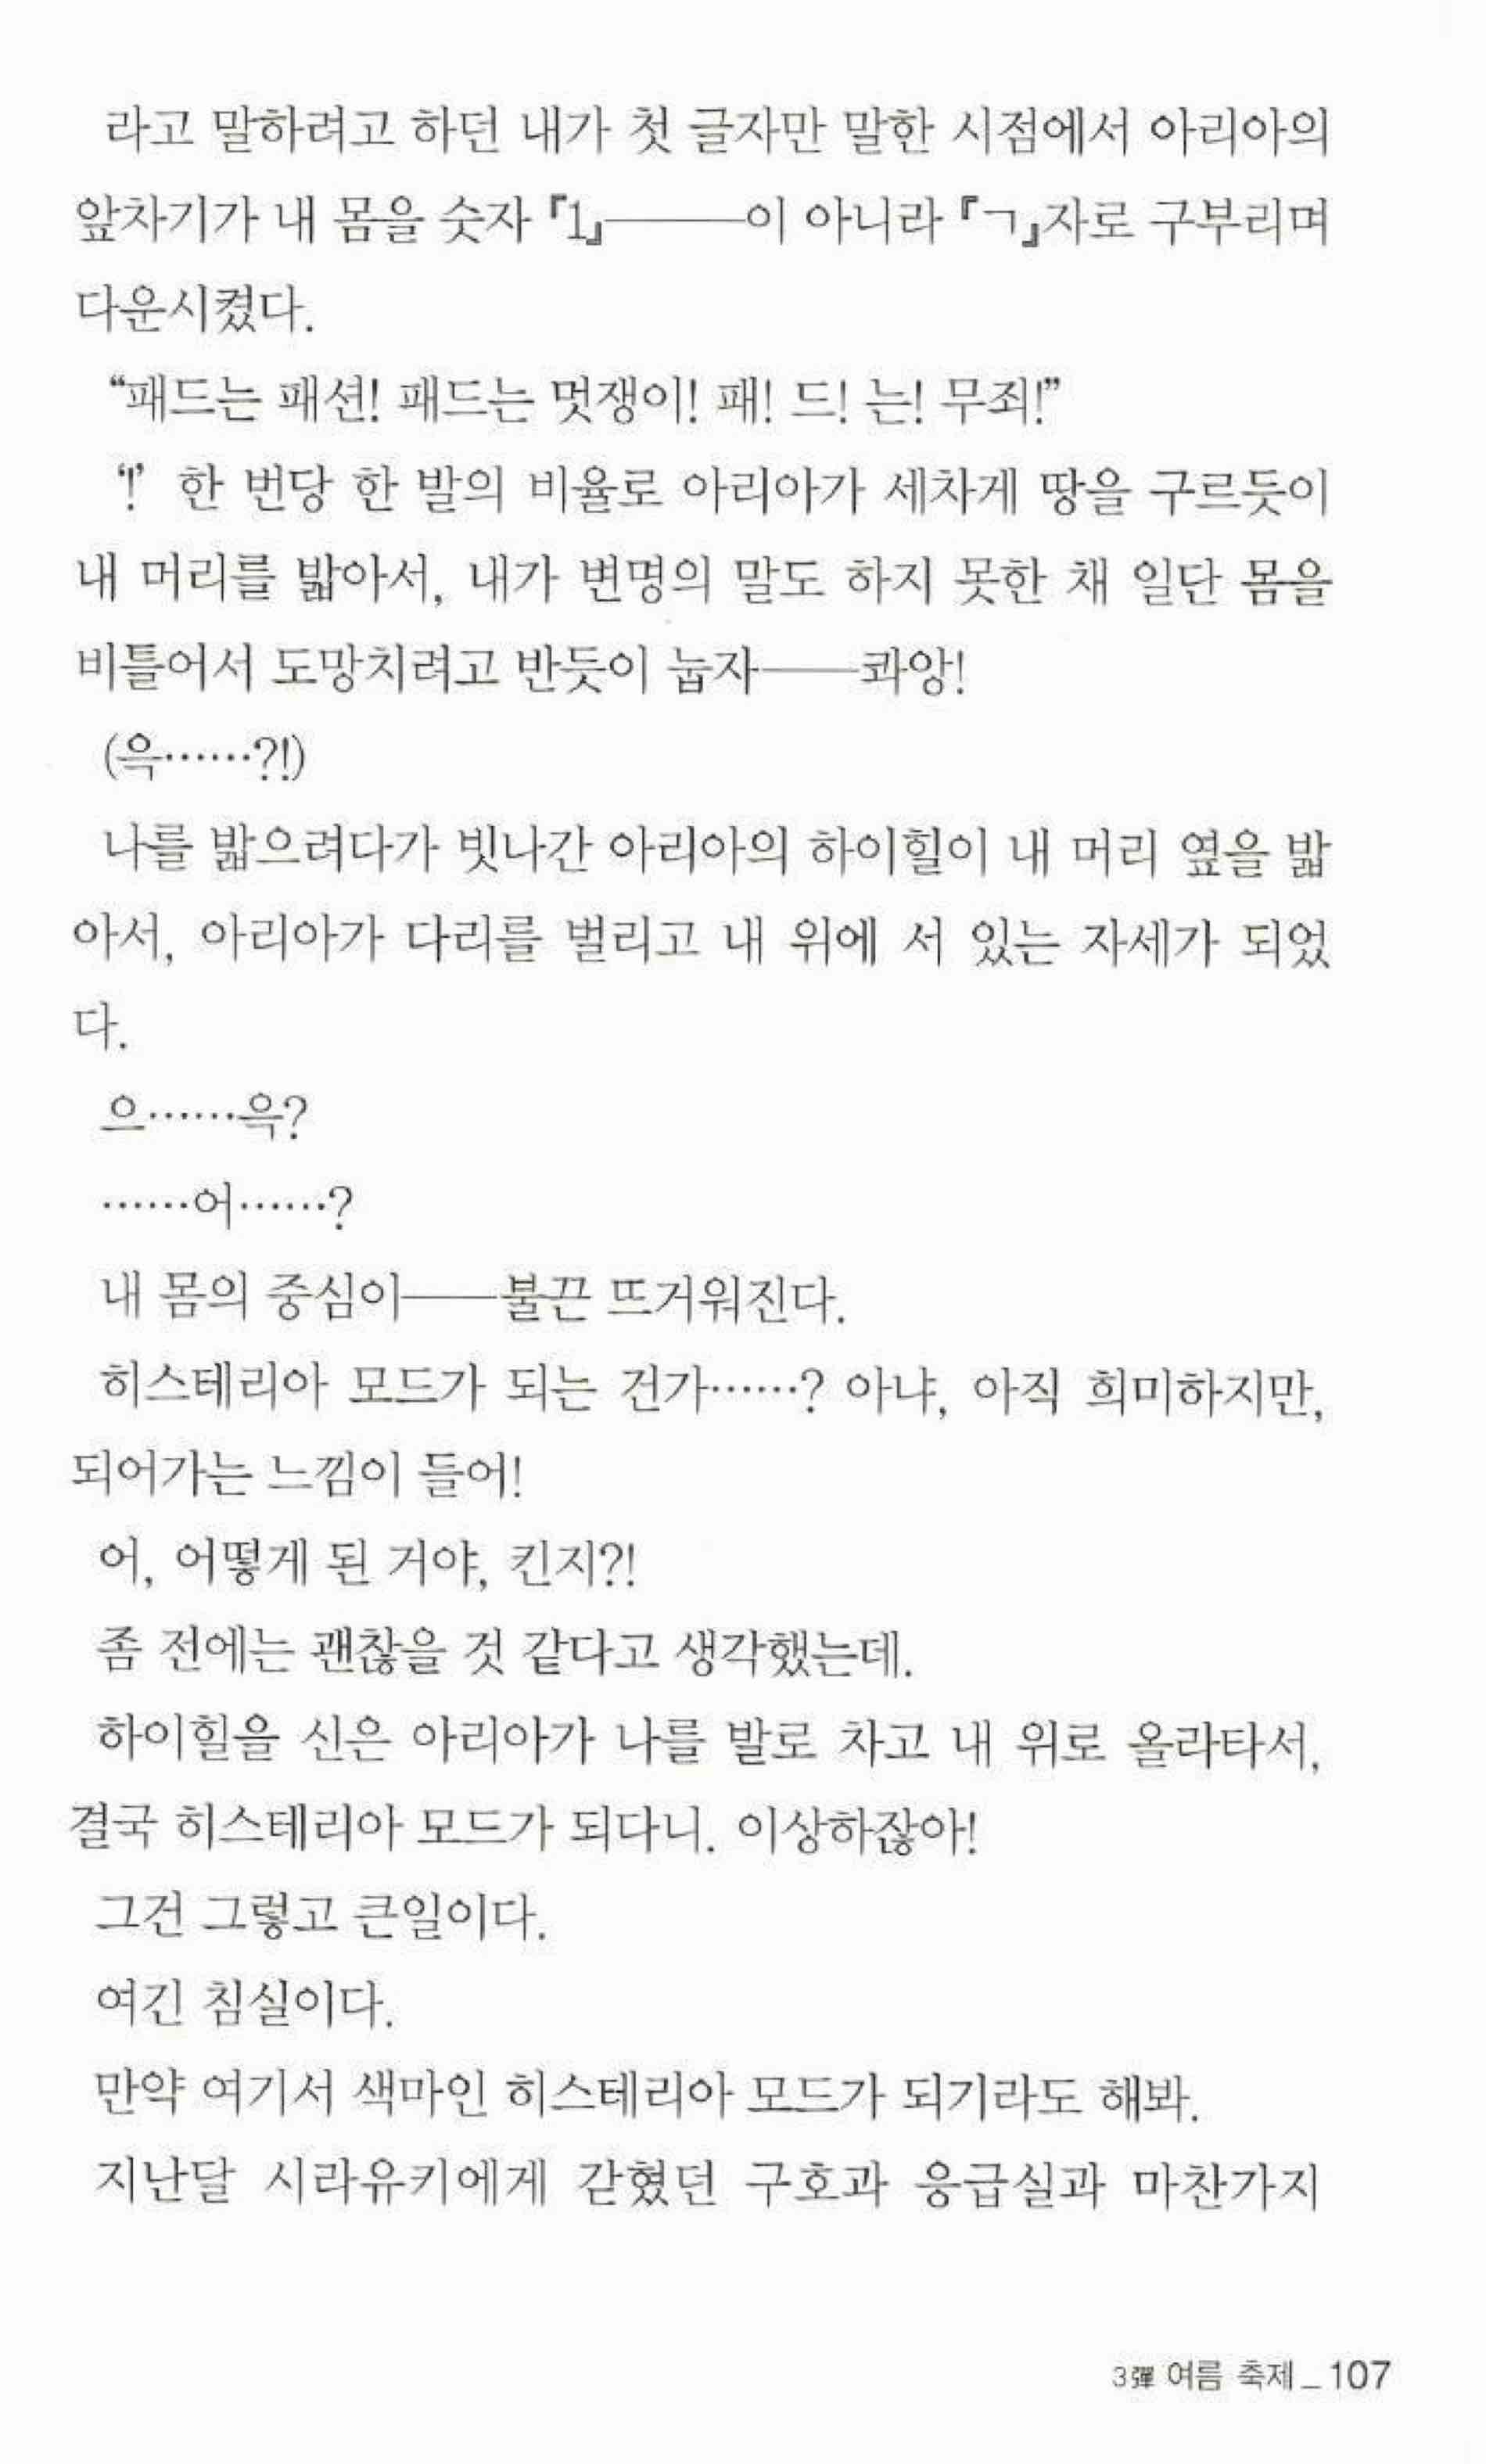 라고 말하려고 하던 내가 첫 글자만 말한 시점에서 아리아의
앞차기가 내 몸을 숫자 『1』───이 아니라 『ㄱ』자로 구부리며
다운시켰다.
“패드는 패션! 패드는 멋쟁이! 패! 드! 는! 무죄!”
‘!’ 한 번당 한 발의 비율로 아리아가 세차게 땅을 구르듯이
내 머리를 밟아서, 내가 변명의 말도 하지 못한 채 일단 몸을
비틀어서 도망치려고 반듯이 눕자──콰앙!
(윽……?!)
나를 밟으려다가 빗나간 아리아의 하이힐이 내 머리 옆을 밟
아서, 아리아가 다리를 벌리고 내 위에 서 있는 자세가 되었
다.
으……윽?
……어……?
내 몸의 중심이──불끈 뜨거워진다.
히스테리아 모드가 되는 건가……? 아냐, 아직 희미하지만,
되어가는 느낌이 들어!
어, 어떻게 된 거야, 킨지?!
좀 전에는 괜찮을 것 같다고 생각했는데.
하이힐을 신은 아리아가 나를 발로 차고 내 위로 올라타서,
결국 히스테리아 모드가 되다니. 이상하잖아!
그건 그렇고 큰일이다.
여긴 침실이다.
만약 여기서 색마인 히스테리아 모드가 되기라도 해봐.
지난달 시라유키에게 갇혔던 구호과 응급실과 마찬가지
3彈 여름 축제_107